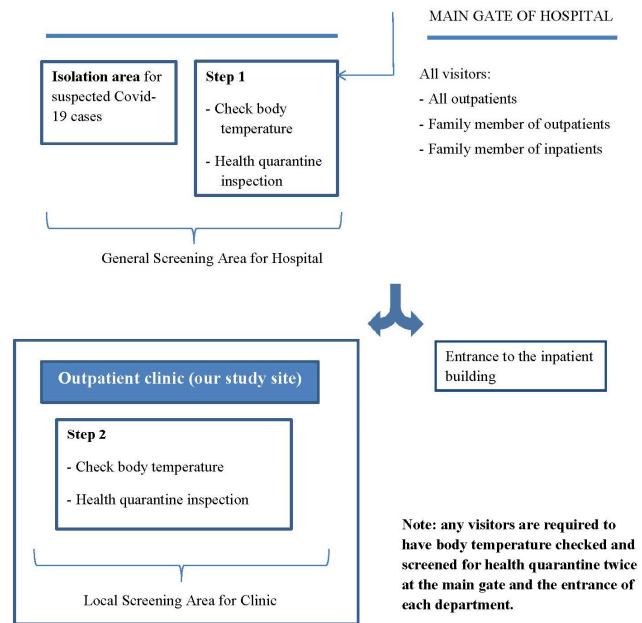 MAIN GATE OF HOSPITAL
Isolation area for
suspected Covid-
19 cases
Step 1
- Check body
temperature
- Health quarantine
inspection
All visitors:
- All outpatients
- Family member of outpatients
- Family member of inpatients
General Screening Area for Hospital
Entrance to the inpatient
building
Outpatient clinic (our study site)
Step 2
- Check body temperature
- Health quarantine inspection
Local Screening Area for Clinic
Note: any visitors are required to
have body temperature checked and
screened for health quarantine twice
at the main gate and the entrance of
each department.